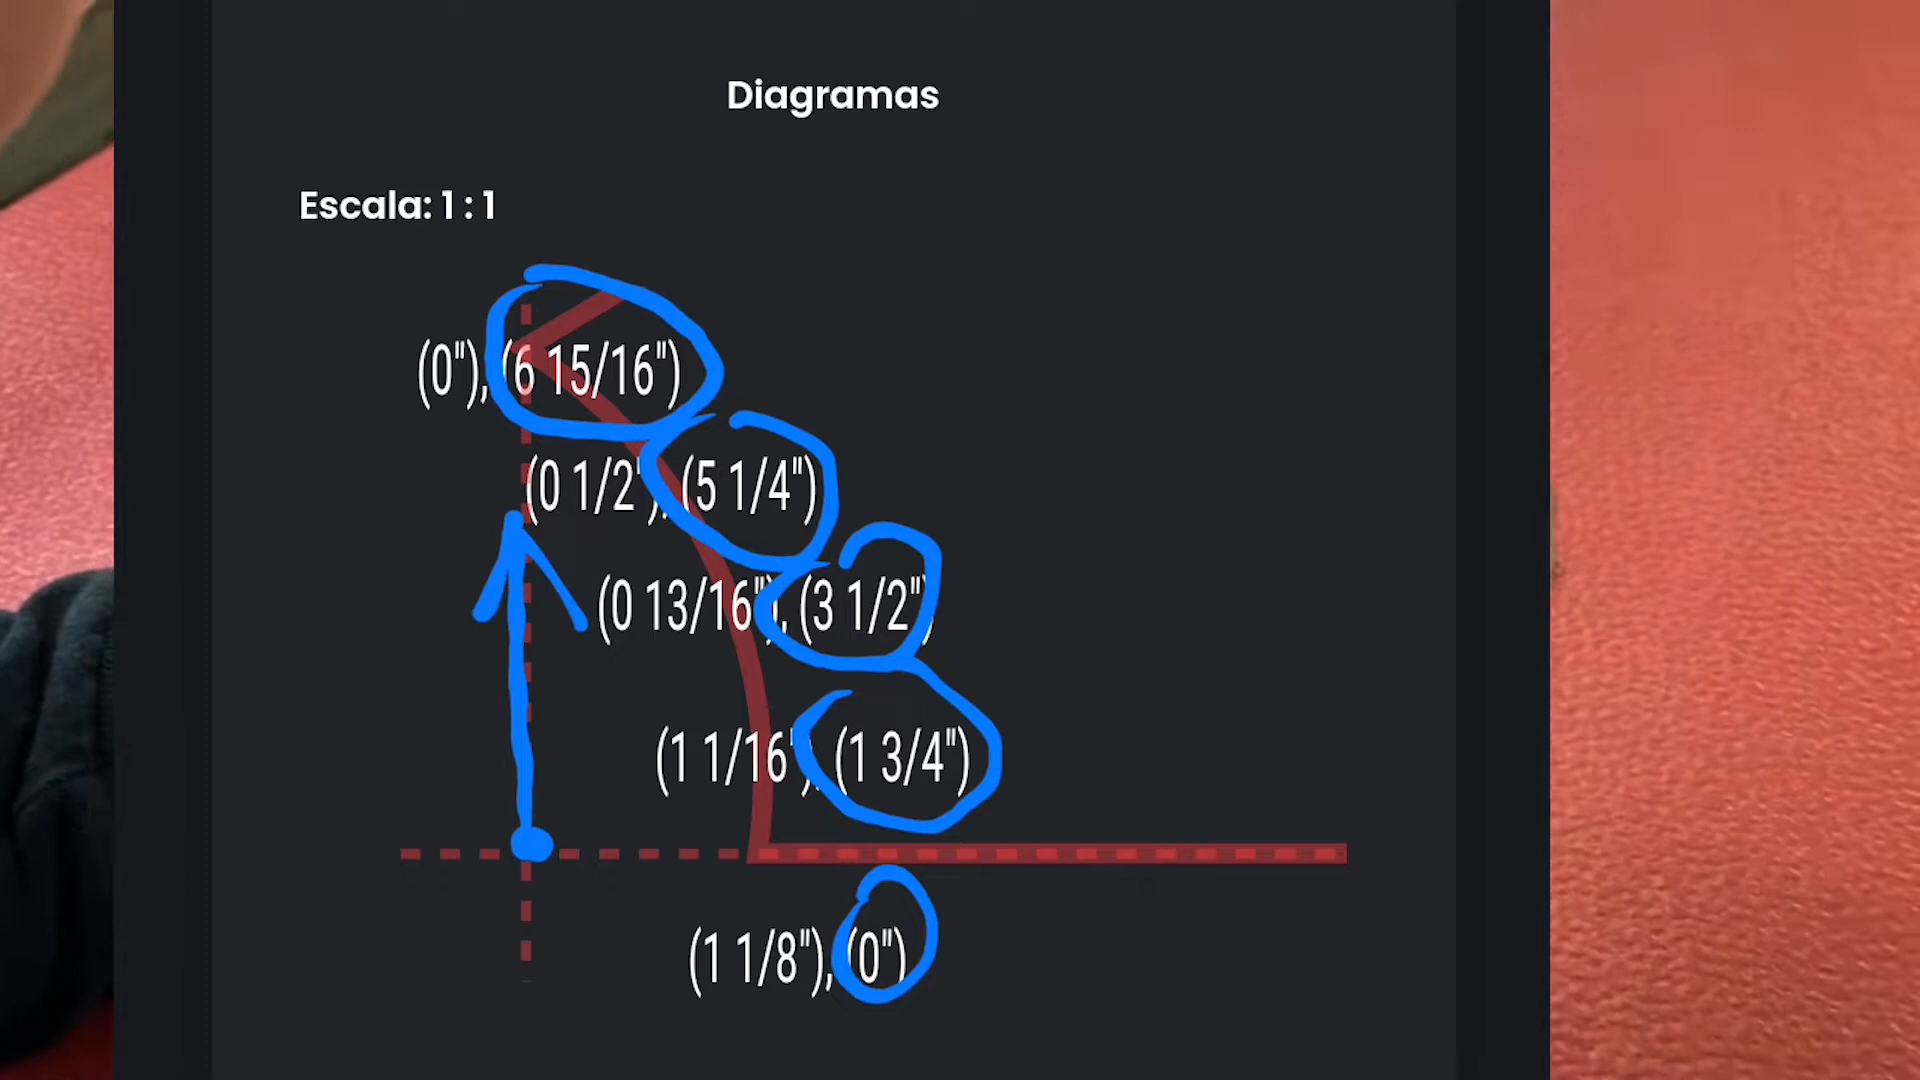 Diagramas
Escala: 1 : 1
(0"), (6 15/16")
(0 1/2"), (5 1/4")
(0 13/16"), (3 1/2")
(1 1/16"), (1 3/4")
(1 1/8"), (0")